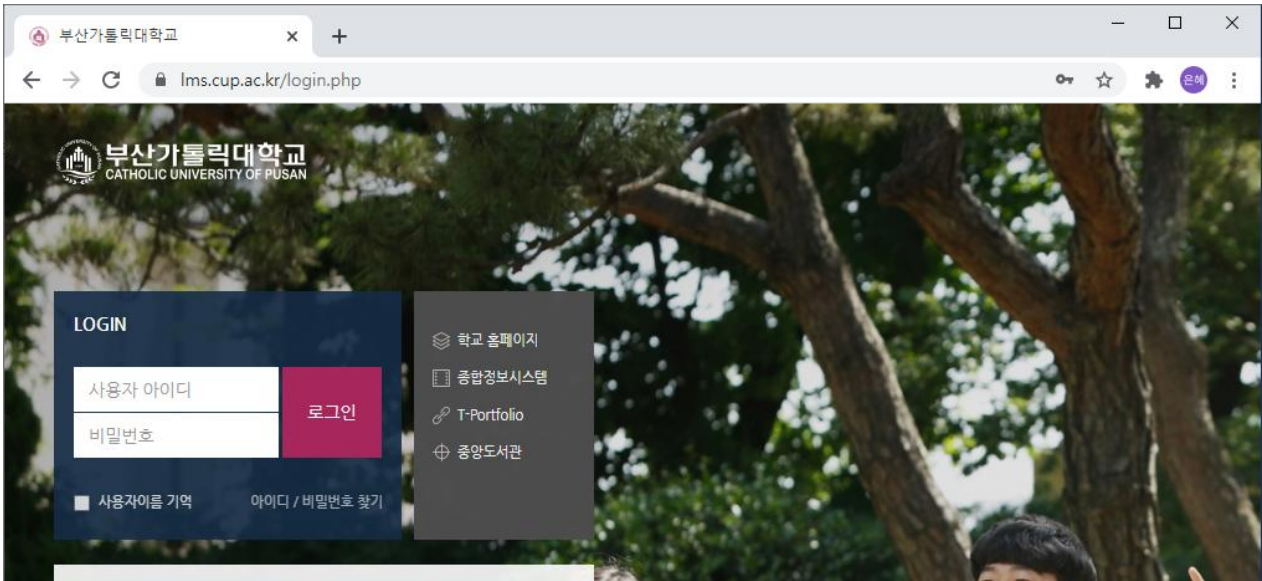 부산가톨릭대학교
lms.cup.ac.kr/login.php
은혜
부산가톨릭대학교
CATHOLIC UNIVERSITY OF PUSAN
LOGIN
사용자 아이디
비밀번호
로그인
사용자이름 기억
아이디 / 비밀번호 찾기
학교 홈페이지
종합정보시스템
T-Portfolio
중앙도서관